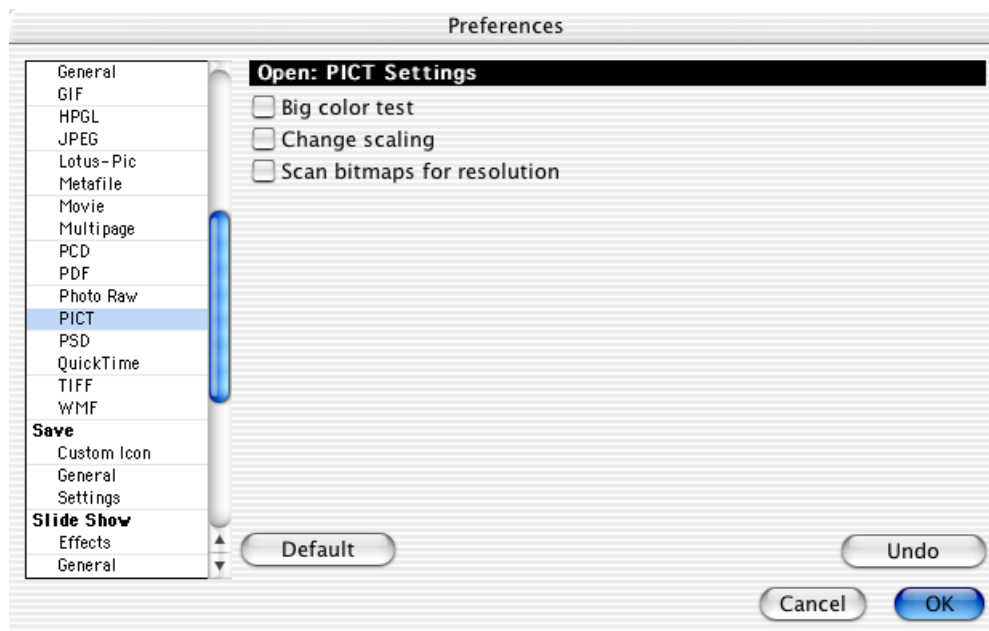 Preferences
General
GIF
HPGL
JPEG
Lotus-Pic
Metafile
Movie
Multipage
PCD
PDF
Photo Raw
PICT
PSD
QuickTime
TIFF
WMF
Save
Custom Icon
General
Settings
Slide Show
Effects
General
Open: PICT Settings
Big color test
Change scaling
Scan bitmaps for resolution
Default
Undo
Cancel
OK